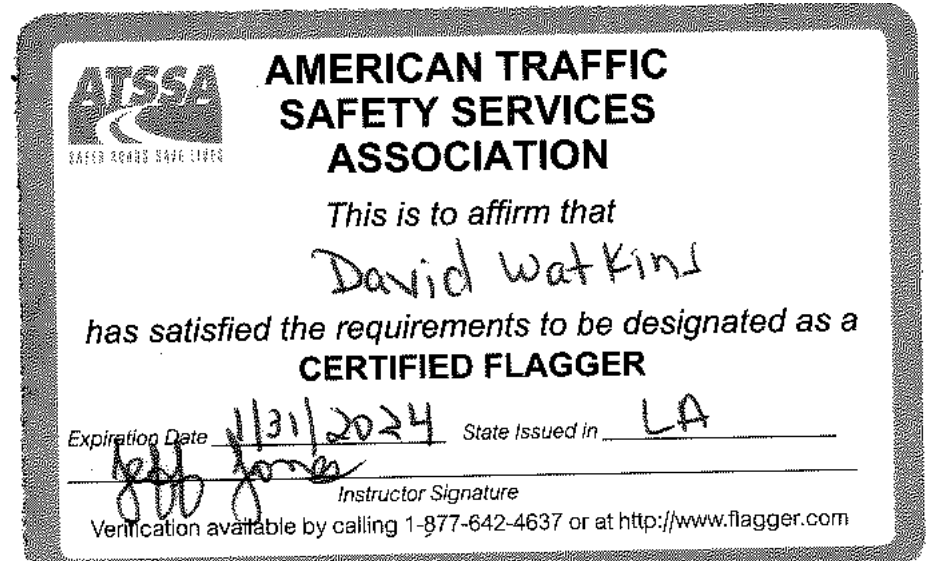 ATSSA
SAFER ROADS SAVE LIVES
AMERICAN TRAFFIC
SAFETY SERVICES
ASSOCIATION
This is to affirm that
David Watkins
has satisfied the requirements to be designated as a
CERTIFIED FLAGGER
Expiration Date 1/31/2024 State Issued in LA
Jeff Jones
Instructor Signature
Verification available by calling 1-877-642-4637 or at http://www.flagger.com